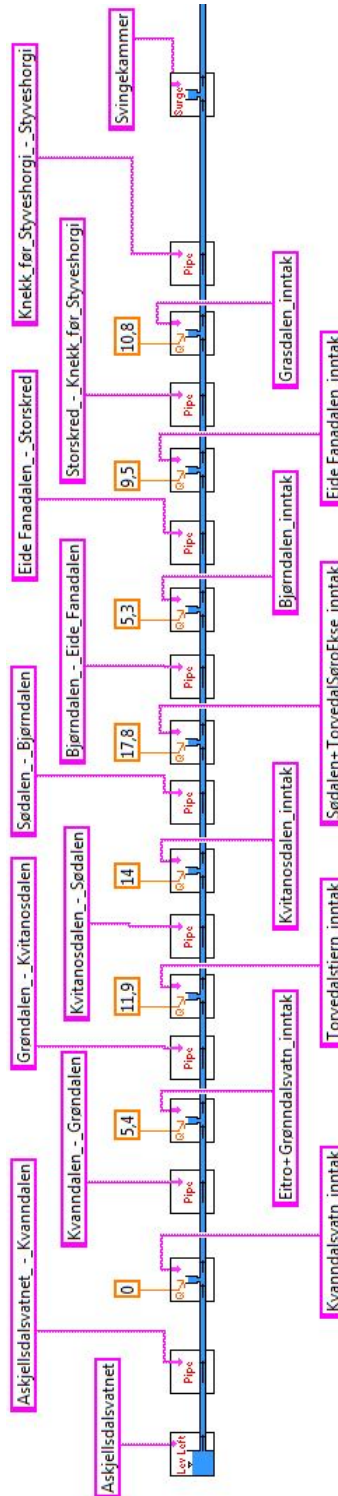 Askjellsdalsvatnet_-_Kvanndalen
Grøndalen_-_Kvitanosdalen
Sødalen_-_Bjørndalen
Eide Fanadalen_-_Storskred
Knekk_før_Styveshorgi_-_Styveshorgi
Kvanndalen_-_Grøndalen
Kvitanosdalen_-_Sødalen
Bjørndalen_-_Eide_Fanadalen
Storskred_-_Knekk_før_Styveshorgi
Askjellsdalsvatnet
Svingekammer
0
5,4
11,9
14
17,8
5,3
9,5
10,8
Lev Left
Pipe
Q
Pipe
Q
Pipe
Q
Pipe
Q
Pipe
Q
Pipe
Q
Pipe
Q
Pipe
Q
Pipe
Surge
Eitro+Grønndalsvatn_inntak
Kvitanosdalen_inntak
Bjørndalen_inntak
Grasdalen_inntak
Kvanndalsvatn_inntak
Torvedalstjern_inntak
Sødalen+TorvedalSøroEkse_inntak
Eide Fanadalen_inntak